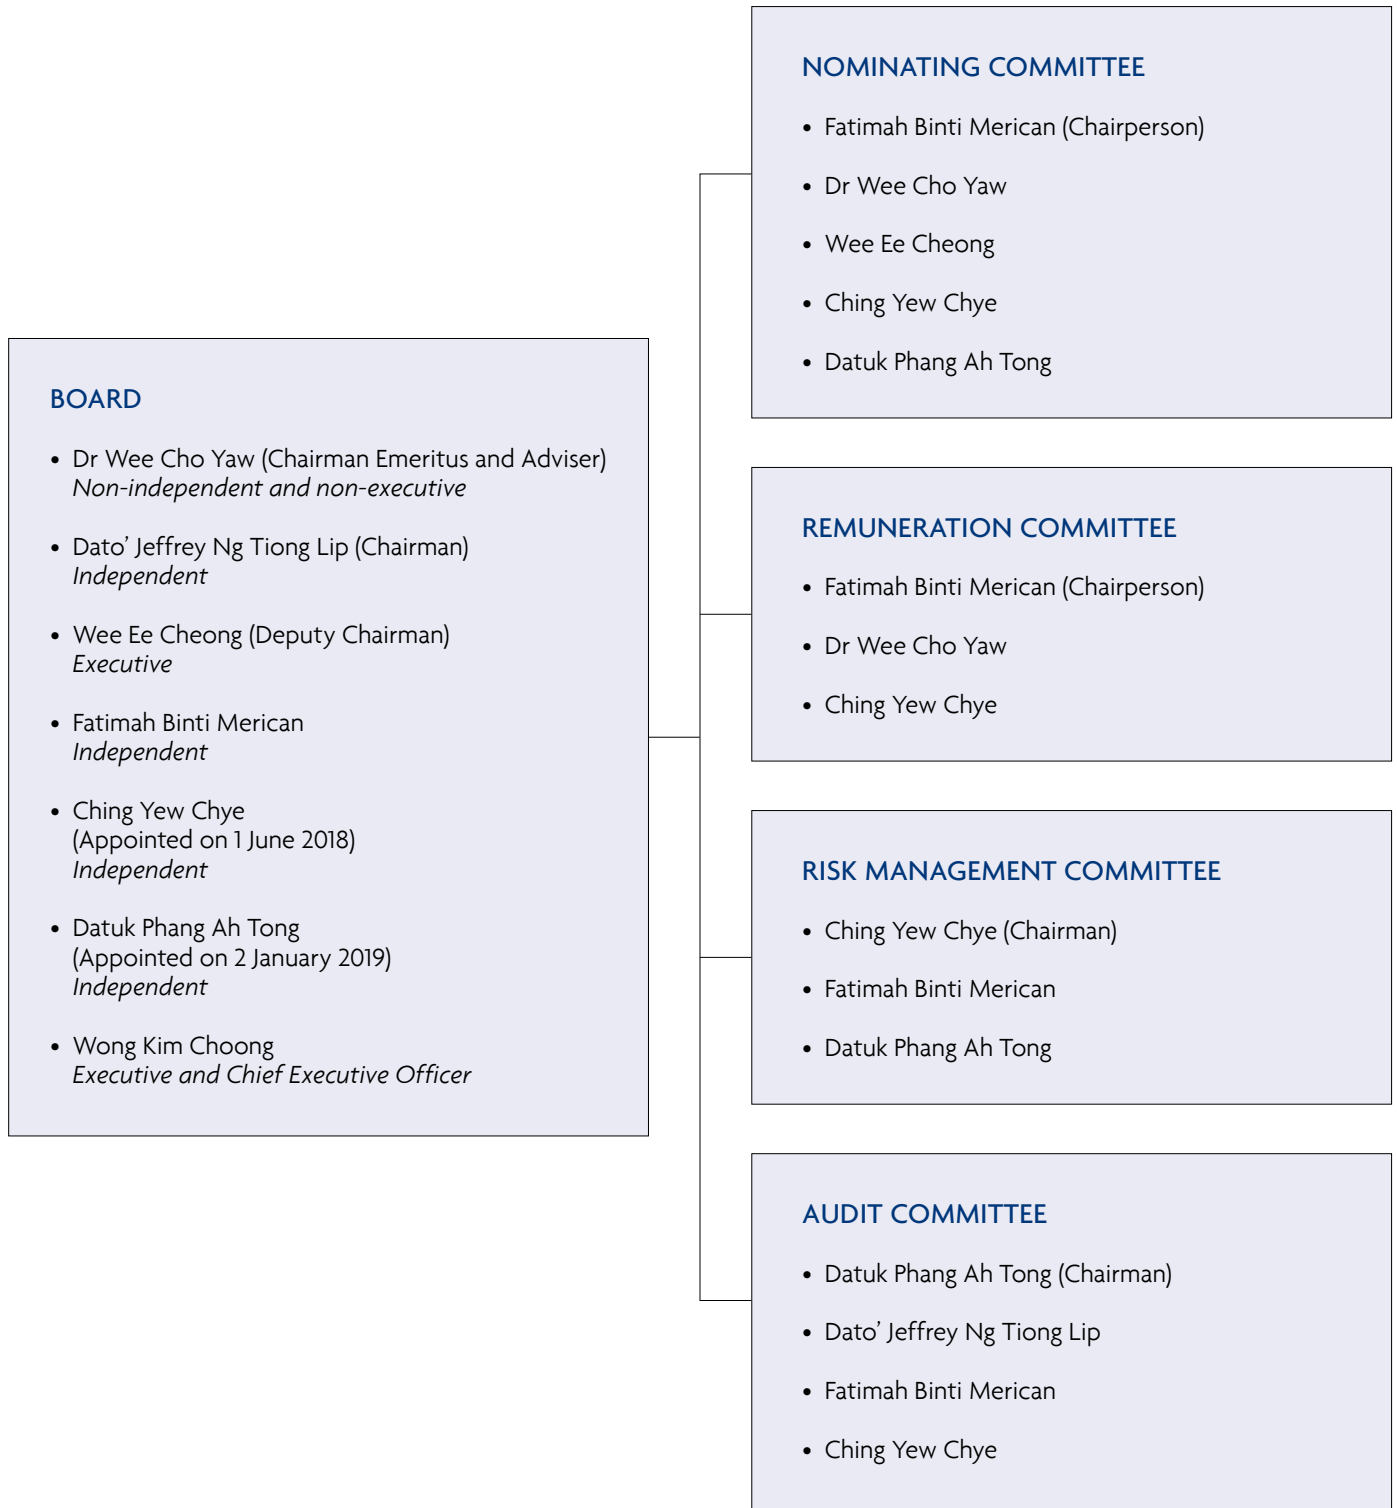 BOARD
• Dr Wee Cho Yaw (Chairman Emeritus and Adviser)
Non-independent and non-executive
• Dato’ Jeffrey Ng Tiong Lip (Chairman)
Independent
• Wee Ee Cheong (Deputy Chairman)
Executive
• Fatimah Binti Merican
Independent
• Ching Yew Chye
(Appointed on 1 June 2018)
Independent
• Datuk Phang Ah Tong
(Appointed on 2 January 2019)
Independent
• Wong Kim Choong
Executive and Chief Executive Officer
NOMINATING COMMITTEE
• Fatimah Binti Merican (Chairperson)
• Dr Wee Cho Yaw
• Wee Ee Cheong
• Ching Yew Chye
• Datuk Phang Ah Tong
REMUNERATION COMMITTEE
• Fatimah Binti Merican (Chairperson)
• Dr Wee Cho Yaw
• Ching Yew Chye
RISK MANAGEMENT COMMITTEE
• Ching Yew Chye (Chairman)
• Fatimah Binti Merican
• Datuk Phang Ah Tong
AUDIT COMMITTEE
• Datuk Phang Ah Tong (Chairman)
• Dato’ Jeffrey Ng Tiong Lip
• Fatimah Binti Merican
• Ching Yew Chye